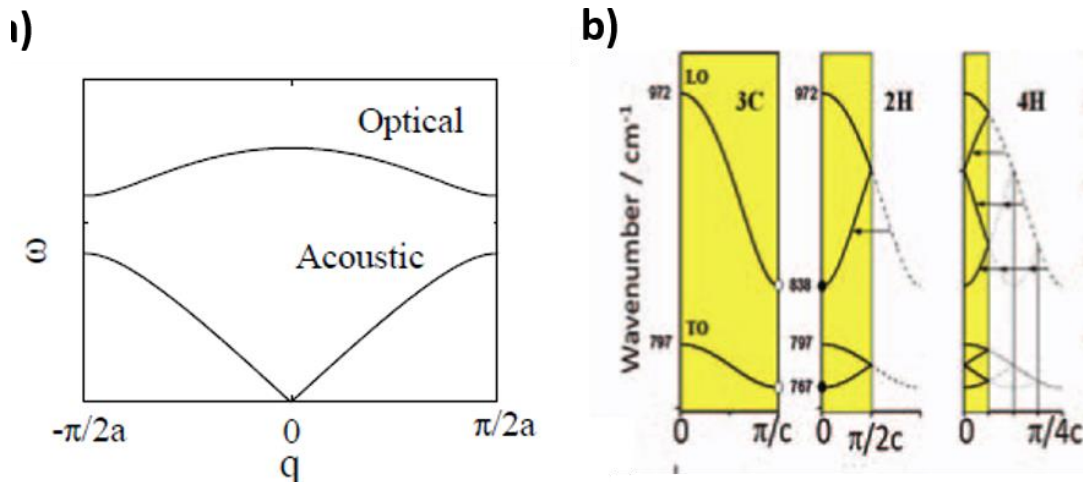 b)
Optical
Acoustic
ω
-π/2a
0
π/2a
q
Wavenumber / cm⁻¹
972
LO
3C
972
2H
4H
838
797
TO
797
767
0
π/c
0
π/2c
0
π/4c